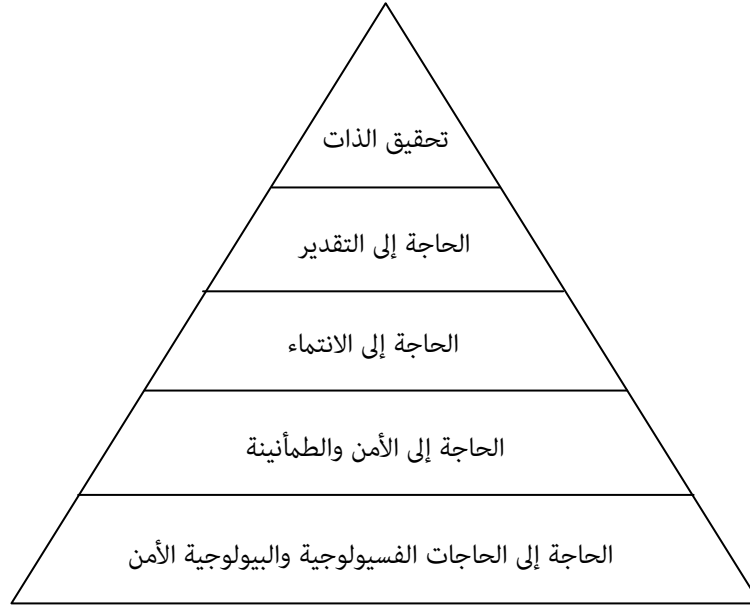 تحقيق الذات
الحاجة إلى التقدير
الحاجة إلى الانتماء
الحاجة إلى الأمن والطمأنينة
الحاجة إلى الحاجات الفسيولوجية والبيولوجية الأمن